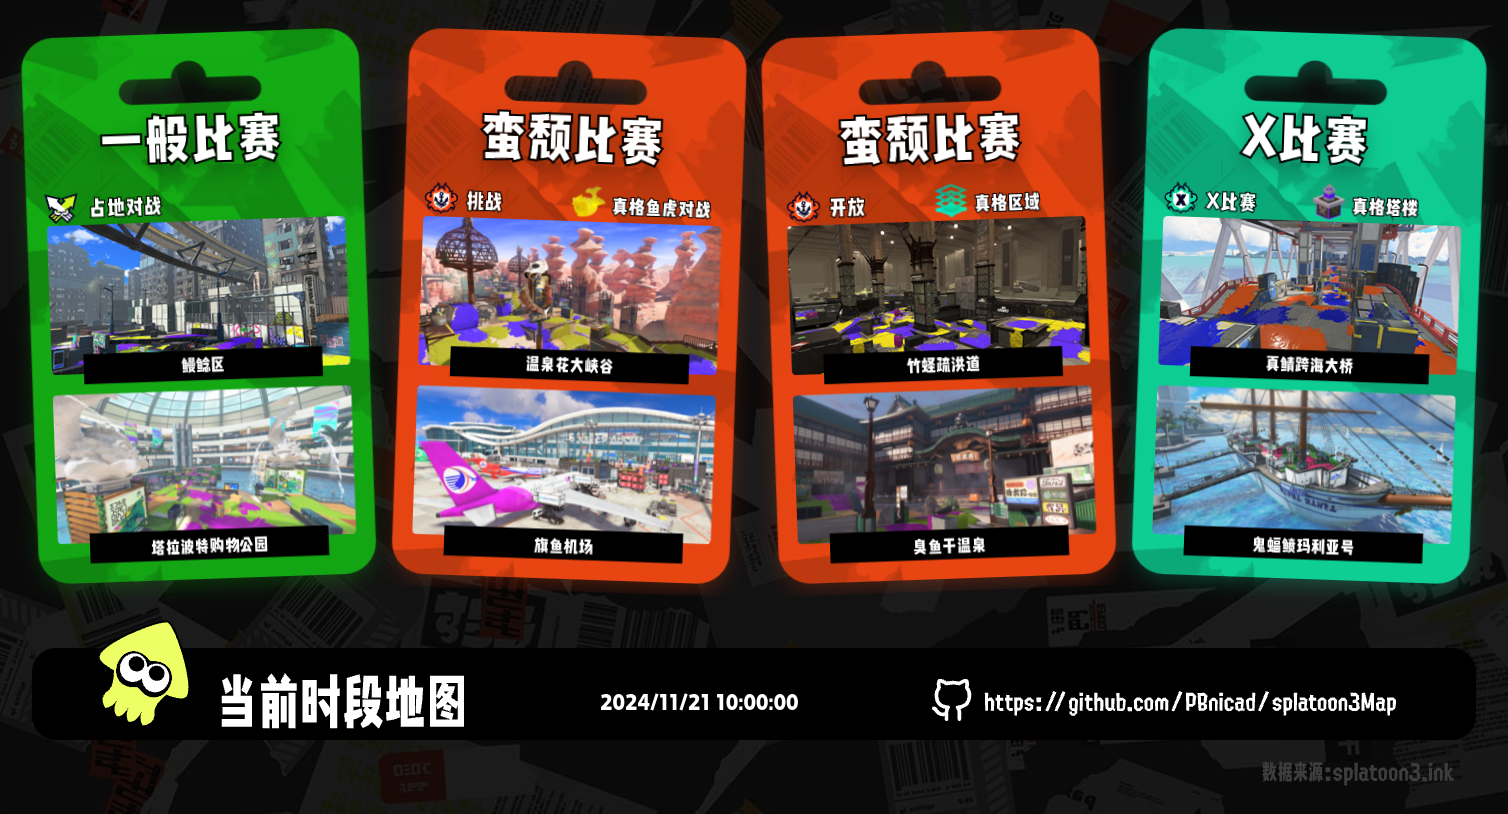 一般比赛
占地对战
鳗鲶区
塔拉波特购物公园
蛮颓比赛
挑战
真格鱼虎对战
温泉花大峡谷
旗鱼机场
蛮颓比赛
开放
真格区域
竹蛏疏洪道
臭鱼干温泉
X比赛
X比赛
真格塔楼
真鲭跨海大桥
鬼蝠鲼玛利亚号
当前时段地图
2024/11/21 10:00:00
https://github.com/PBnicad/splatoon3Map
数据来源:splatoon3.ink